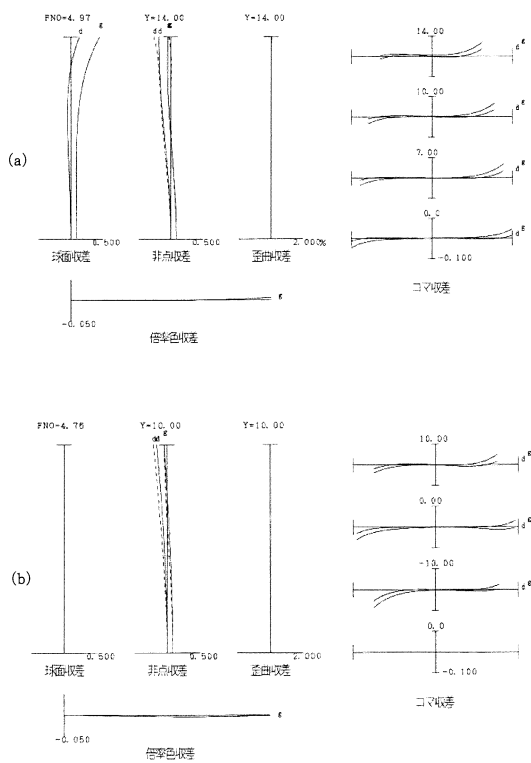 FNO=4.97
Y=14.00
Y=14.00
d
g
d d g
(a)
0.500
0.500
2.000%
球面収差
非点収差
歪曲収差
-0.050
g
倍率色収差
14.00
d g
10.00
d g
7.00
d g
0.0
d g
-0.100
コマ収差
FNO=4.75
Y=10.00
Y=10.00
d d g
(b)
0.500
0.500
2.000
球面収差
非点収差
歪曲収差
-0.050
g
倍率色収差
10.00
d g
0.00
d g
-10.00
d g
0.0
-0.100
コマ収差